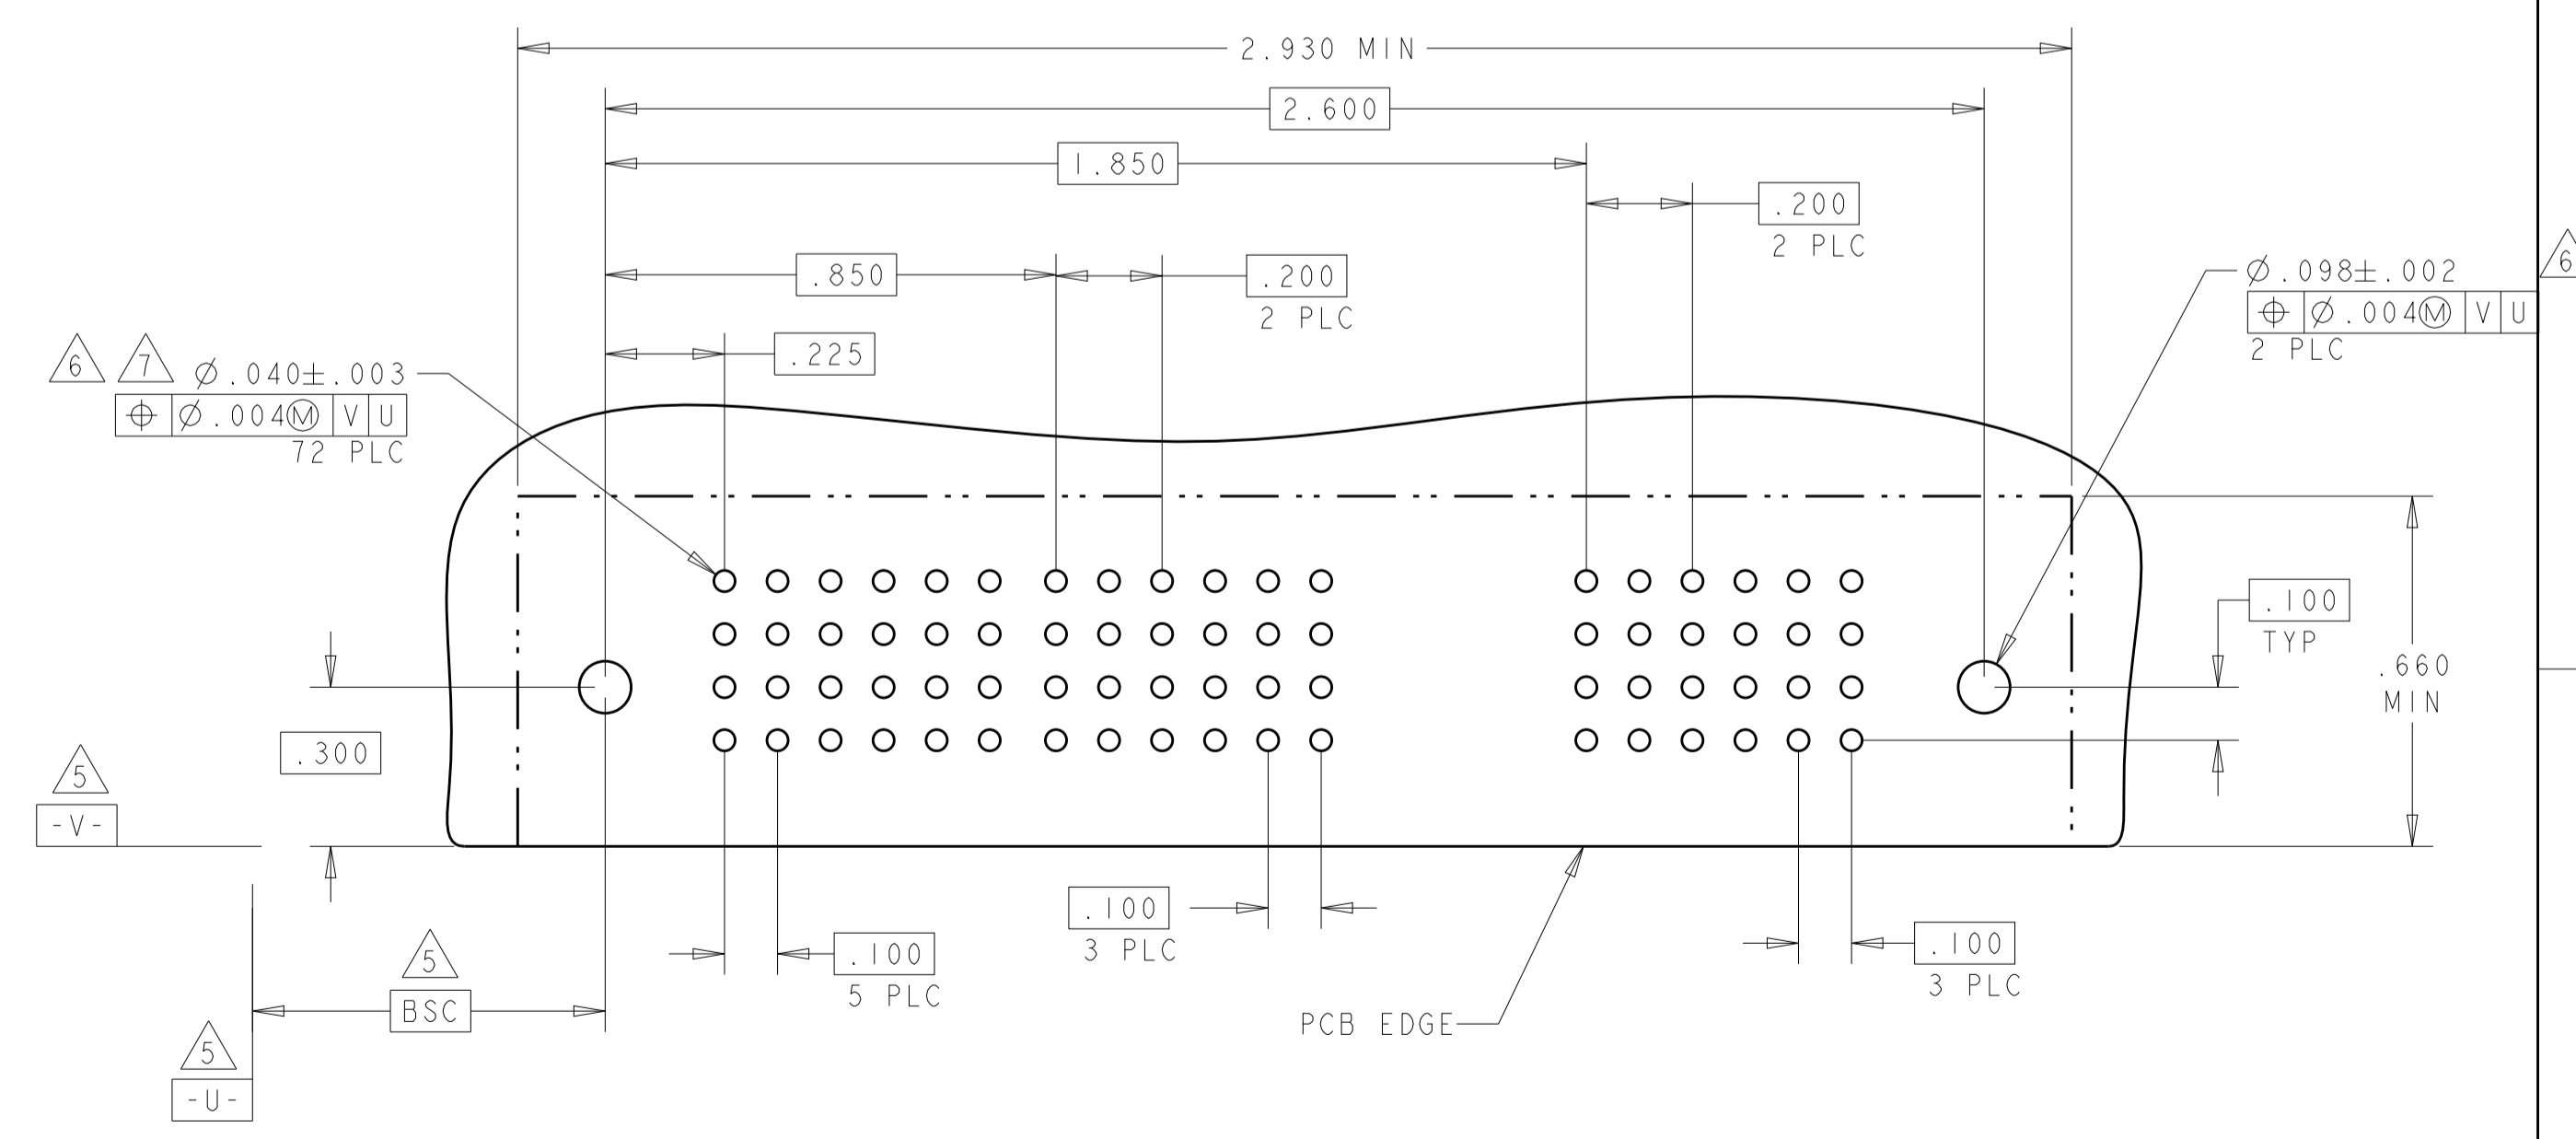 2.930 MIN
2.600
1.850
.200
2 PLC
.850
.200
2 PLC
.225
6 7 Ø.040±.003
⌖ Ø.004Ⓜ V U
72 PLC
6
Ø.098±.002
⌖ Ø.004Ⓜ V U
2 PLC
.100
TYP
.660
MIN
.300
5
-V-
.100
3 PLC
.100
5 PLC
.100
3 PLC
5
BSC
PCB EDGE
5
-U-